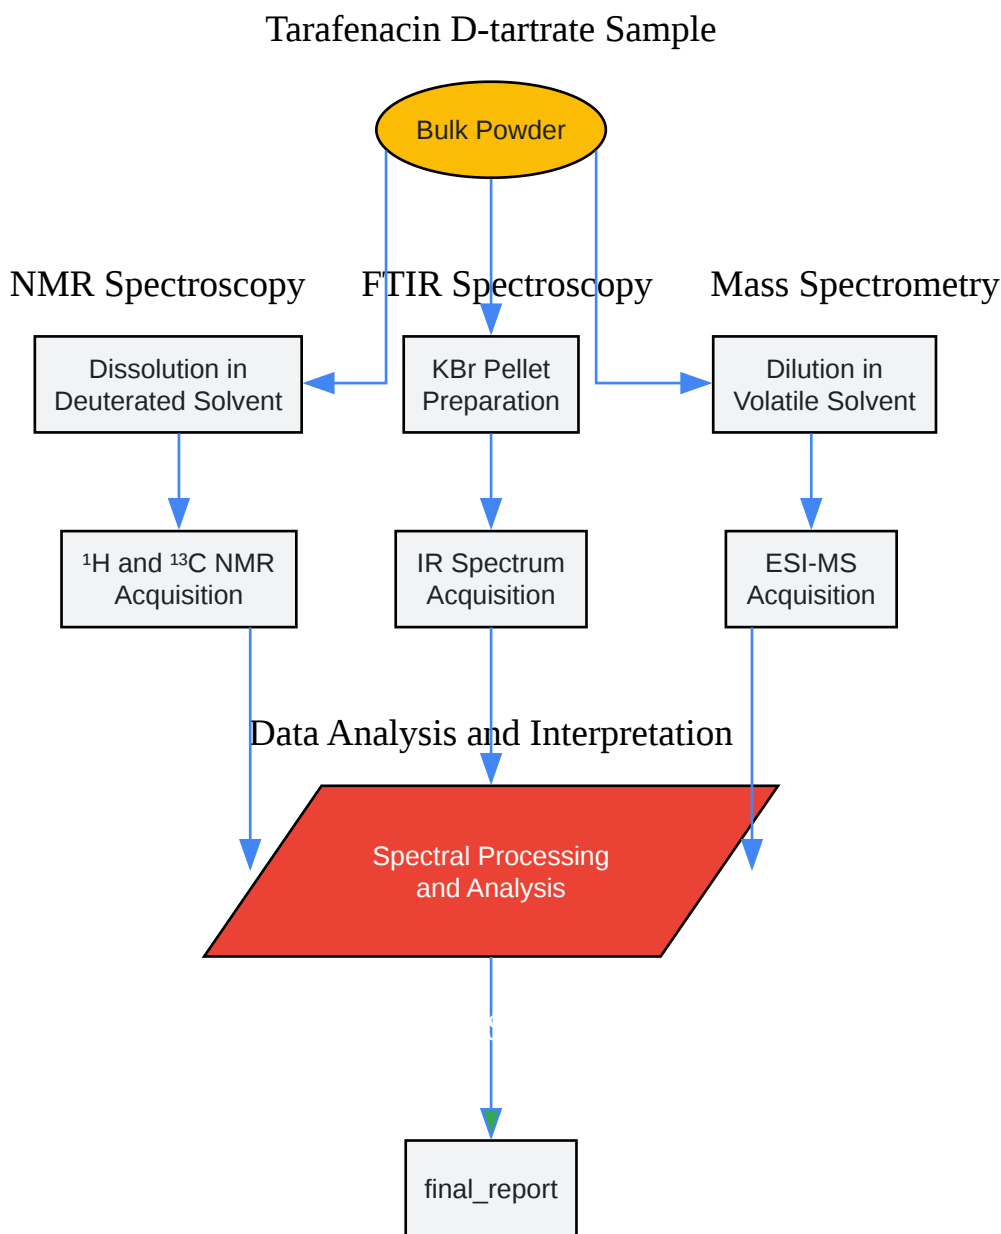 Tarafenacin D-tartrate Sample
Bulk Powder
NMR Spectroscopy
FTIR Spectroscopy
Mass Spectrometry
Dissolution in
Deuterated Solvent
KBr Pellet
Preparation
Dilution in
Volatile Solvent
¹H and ¹³C NMR
Acquisition
IR Spectrum
Acquisition
ESI-MS
Acquisition
Data Analysis and Interpretation
Spectral Processing
and Analysis
final_report